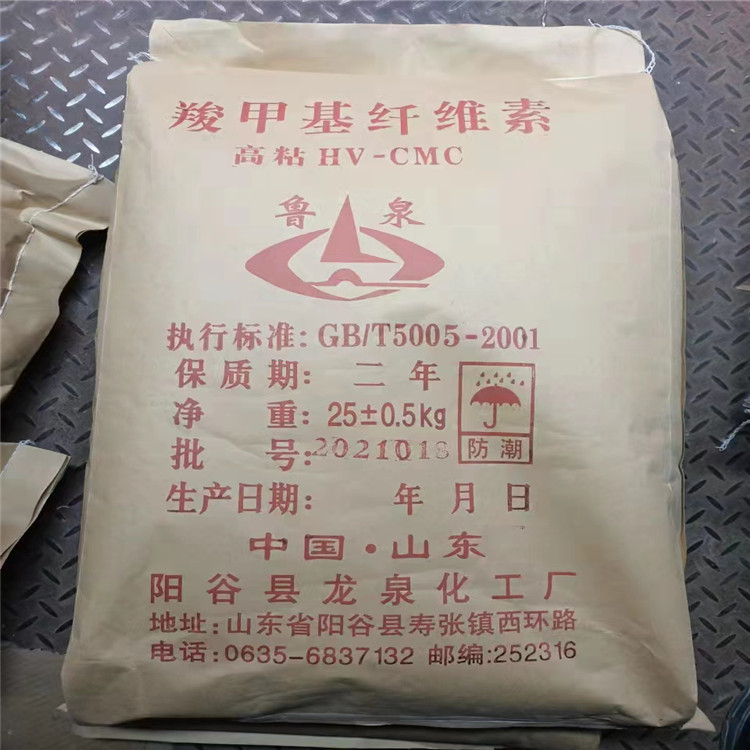 羧甲基纤维素
高粘 HV-CMC
鲁泉
执行标准: GB/T5005-2001
保质期: 二年
净重: 25±0.5kg
防潮
批号: 2021018
生产日期: 年 月 日
中国·山东
阳谷县龙泉化工厂
地址: 山东省阳谷县寿张镇西环路
电话: 0635-6837132 邮编: 252316